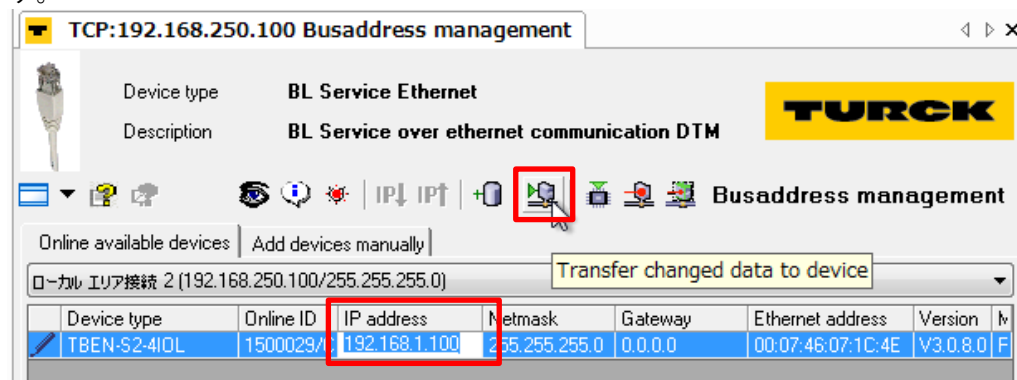 す。
TCP:192.168.250.100 Busaddress management
Device type BL Service Ethernet
Description BL Service over ethernet communication DTM
TURCK
IP IP Busaddress management
Online available devices Add devices manually
ローカル エリア接続 2 (192.168.250.100/255.255.255.0)
Transfer changed data to device
Device type Online ID IP address Netmask Gateway Ethernet address Version
TBEN-S2-4IOL 1500029/ 192.168.1.100 255.255.255.0 0.0.0.0 00:07:46:07:1C:4E V3.0.8.0 F